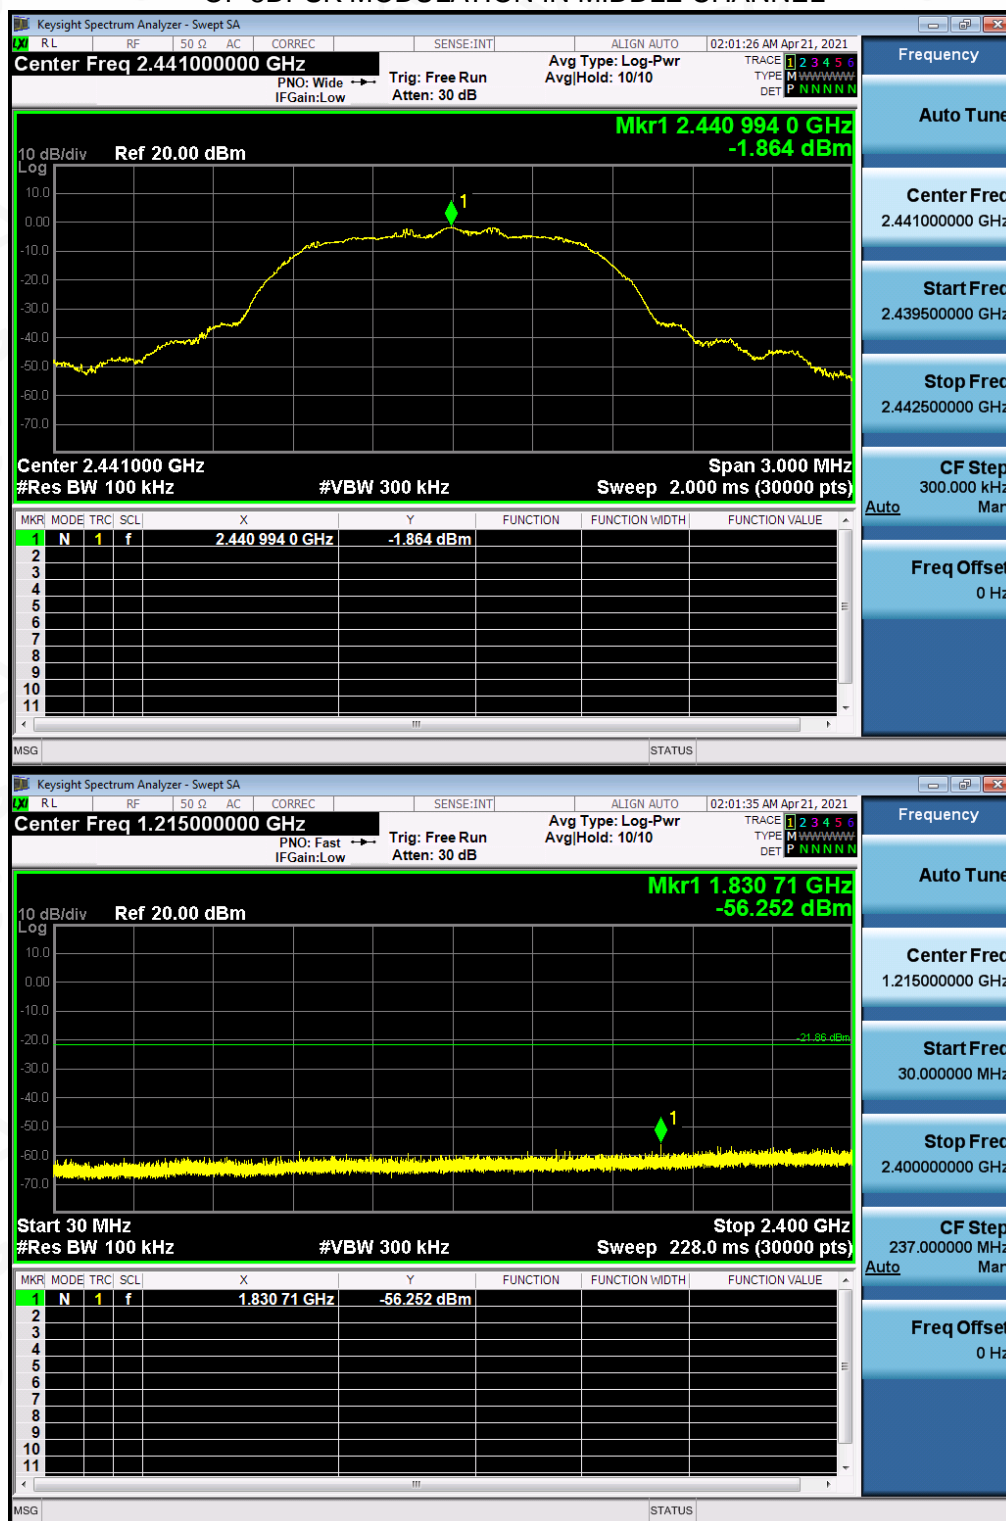 OF 8DPSK MODULATION IN MIDDLE CHANNEL
Keysight Spectrum Analyzer - Swept SA
LXI RL RF 50 Ω AC CORREC SENSE:INT ALIGN AUTO 02:01:26 AM Apr 21, 2021
Center Freq 2.441000000 GHz
PNO: Wide
IFGain:Low
Trig: Free Run
Atten: 30 dB
Avg Type: Log-Pwr
Avg|Hold: 10/10
TRACE 1 2 3 4 5 6
TYPE M WWWWW
DET P N N N N N
Frequency
Auto Tune
Mkr1 2.440 994 0 GHz
-1.864 dBm
10 dB/div Ref 20.00 dBm
Log
10.0
0.00
-10.0
-20.0
-30.0
-40.0
-50.0
-60.0
-70.0
1
Center Freq
2.441000000 GHz
Start Freq
2.439500000 GHz
Stop Freq
2.442500000 GHz
CF Step
300.000 kHz
Auto Man
Freq Offset
0 Hz
Center 2.441000 GHz Span 3.000 MHz
#Res BW 100 kHz #VBW 300 kHz Sweep 2.000 ms (30000 pts)
MKR MODE TRC SCL X Y FUNCTION FUNCTION WIDTH FUNCTION VALUE
1 N 1 f 2.440 994 0 GHz -1.864 dBm
2
3
4
5
6
7
8
9
10
11
MSG STATUS
Keysight Spectrum Analyzer - Swept SA
LXI RL RF 50 Ω AC CORREC SENSE:INT ALIGN AUTO 02:01:35 AM Apr 21, 2021
Center Freq 1.215000000 GHz
PNO: Fast
IFGain:Low
Trig: Free Run
Atten: 30 dB
Avg Type: Log-Pwr
Avg|Hold: 10/10
TRACE 1 2 3 4 5 6
TYPE M WWWWW
DET P N N N N N
Frequency
Auto Tune
Mkr1 1.830 71 GHz
-56.252 dBm
10 dB/div Ref 20.00 dBm
Log
10.0
0.00
-10.0
-20.0
-30.0
-40.0
-50.0
-60.0
-70.0
-21.86 dBm
1
Center Freq
1.215000000 GHz
Start Freq
30.000000 MHz
Stop Freq
2.400000000 GHz
CF Step
237.000000 MHz
Auto Man
Freq Offset
0 Hz
Start 30 MHz Stop 2.400 GHz
#Res BW 100 kHz #VBW 300 kHz Sweep 228.0 ms (30000 pts)
MKR MODE TRC SCL X Y FUNCTION FUNCTION WIDTH FUNCTION VALUE
1 N 1 f 1.830 71 GHz -56.252 dBm
2
3
4
5
6
7
8
9
10
11
MSG STATUS